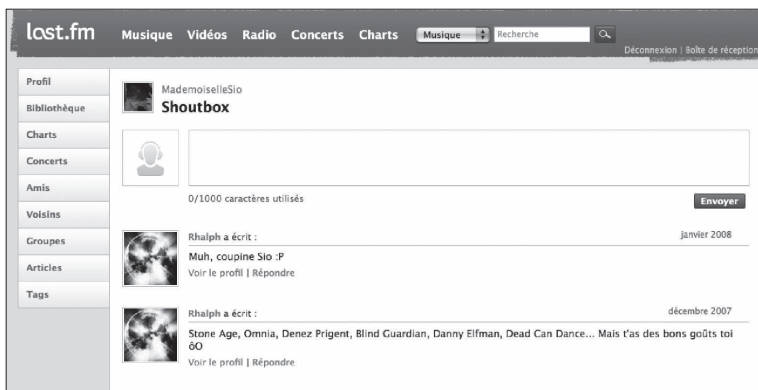 last.fm Musique Vidéos Radio Concerts Charts Musique Recherche
Déconnexion | Boîte de réception
Profil
Bibliothèque
Charts
Concerts
Amis
Voisins
Groupes
Articles
Tags
MademoiselleSio
Shoutbox
0/1000 caractères utilisés
Envoyer
Rhalph a écrit : janvier 2008
Muh, coupine Sio :P
Voir le profil | Répondre
Rhalph a écrit : décembre 2007
Stone Age, Omnia, Denez Prigent, Blind Guardian, Danny Elfman, Dead Can Dance... Mais t'as des bons goûts toi
ôO
Voir le profil | Répondre